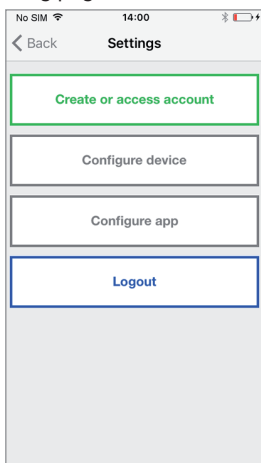 No SIM 14:00
Back Settings
Create or access account
Configure device
Configure app
Logout